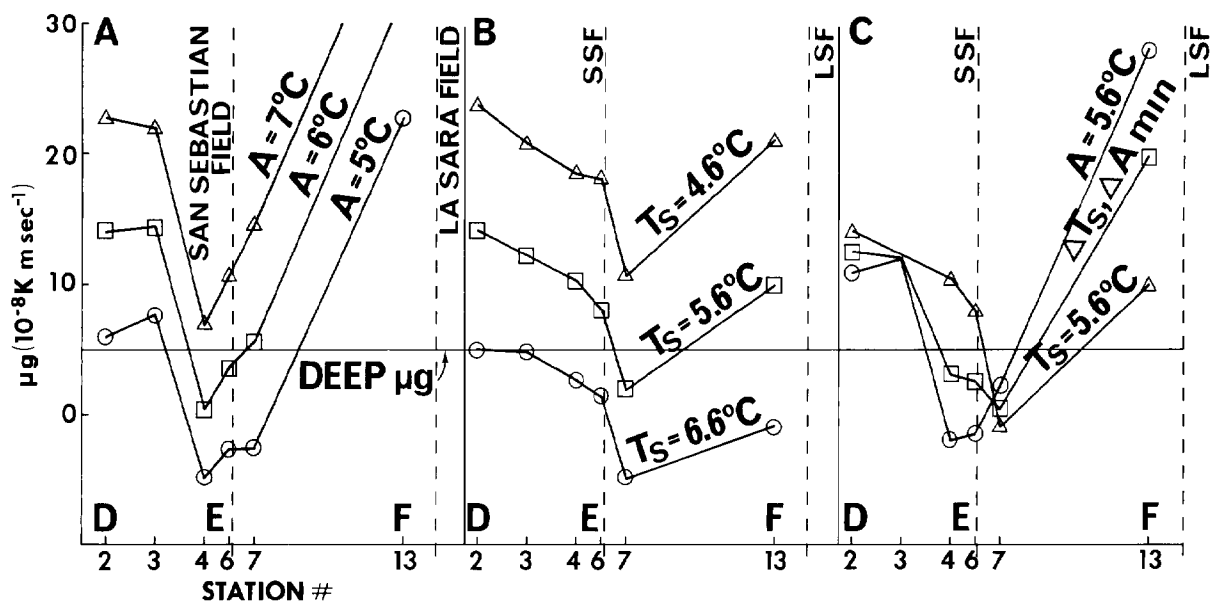 30
20
10
0
µg (10⁻⁸K m sec⁻¹)
A
SAN SEBASTIAN
FIELD
A = 7°C
A = 6°C
A = 5°C
LA SARA FIELD
DEEP µg
D
E
F
2
3
4
6
7
13
STATION #
B
SSF
LSF
Ts = 4.6°C
Ts = 5.6°C
Ts = 6.6°C
D
E
F
2
3
4
6
7
13
C
SSF
LSF
A = 5.6°C
△Ts, △A min
Ts = 5.6°C
D
E
F
2
3
4
6
7
13